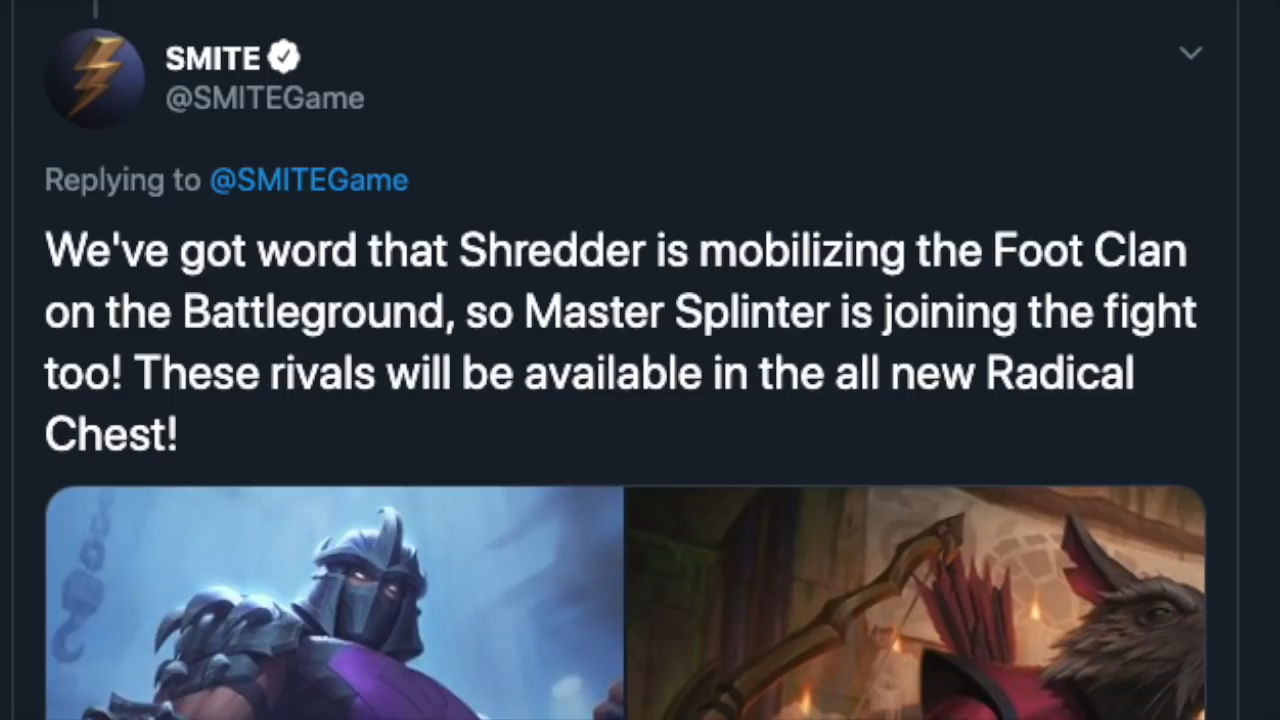 SMITE
@SMITEGame
Replying to @SMITEGame
We've got word that Shredder is mobilizing the Foot Clan
on the Battleground, so Master Splinter is joining the fight
too! These rivals will be available in the all new Radical
Chest!